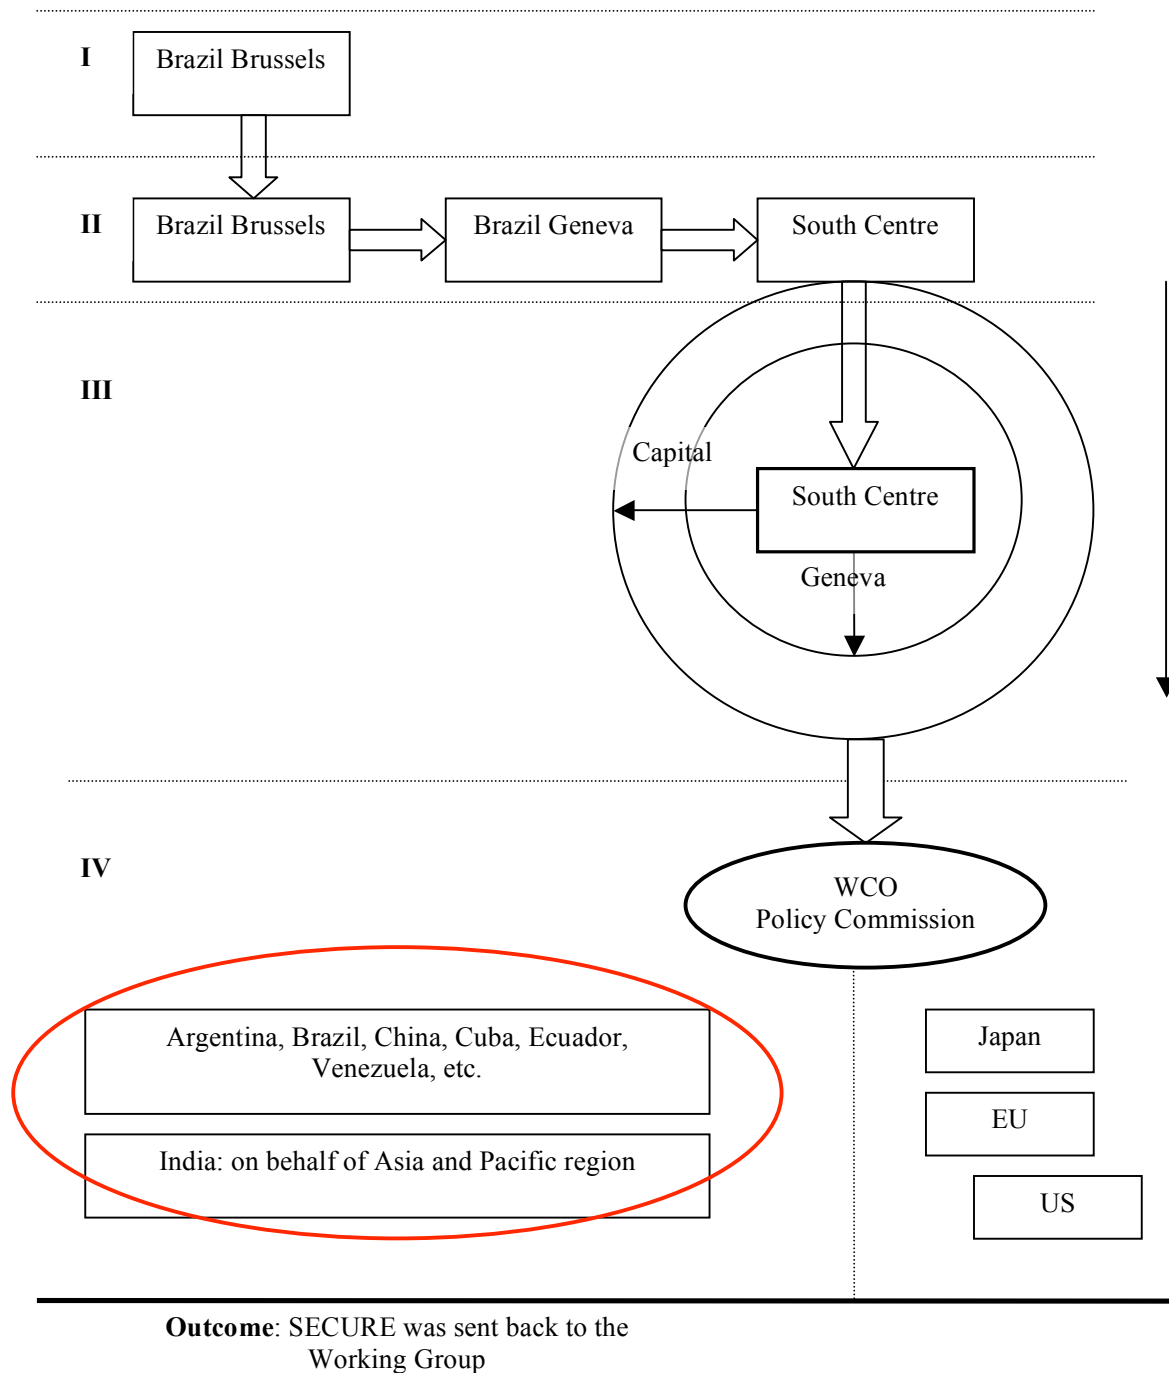 I
Brazil Brussels
II
Brazil Brussels
Brazil Geneva
South Centre
III
Capital
South Centre
Geneva
IV
WCO
Policy Commission
Argentina, Brazil, China, Cuba, Ecuador,
Venezuela, etc.
Japan
EU
India: on behalf of Asia and Pacific region
US
Outcome: SECURE was sent back to the
Working Group